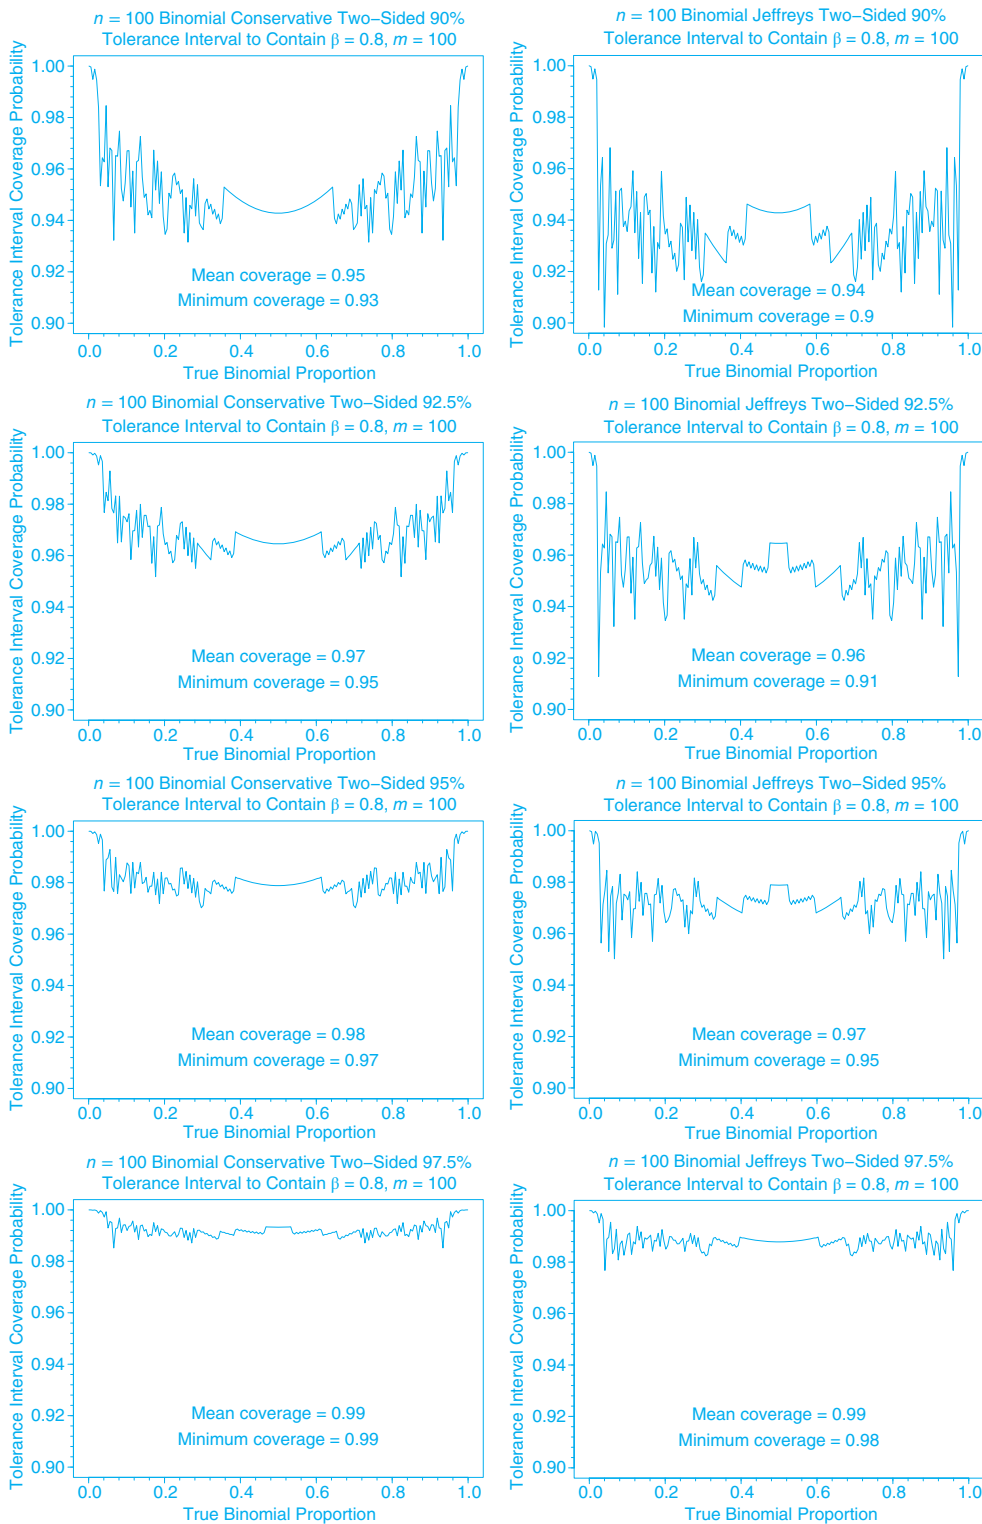 n = 100 Binomial Conservative Two−Sided 90%
Tolerance Interval to Contain β = 0.8, m = 100
Tolerance Interval Coverage Probability
1.00
0.98
0.96
0.94
0.92
0.90
Mean coverage = 0.95
Minimum coverage = 0.93
0.0 0.2 0.4 0.6 0.8 1.0
True Binomial Proportion
n = 100 Binomial Jeffreys Two−Sided 90%
Tolerance Interval to Contain β = 0.8, m = 100
Tolerance Interval Coverage Probability
1.00
0.98
0.96
0.94
0.92
0.90
Mean coverage = 0.94
Minimum coverage = 0.9
0.0 0.2 0.4 0.6 0.8 1.0
True Binomial Proportion
n = 100 Binomial Conservative Two−Sided 92.5%
Tolerance Interval to Contain β = 0.8, m = 100
Tolerance Interval Coverage Probability
1.00
0.98
0.96
0.94
0.92
0.90
Mean coverage = 0.97
Minimum coverage = 0.95
0.0 0.2 0.4 0.6 0.8 1.0
True Binomial Proportion
n = 100 Binomial Jeffreys Two−Sided 92.5%
Tolerance Interval to Contain β = 0.8, m = 100
Tolerance Interval Coverage Probability
1.00
0.98
0.96
0.94
0.92
0.90
Mean coverage = 0.96
Minimum coverage = 0.91
0.0 0.2 0.4 0.6 0.8 1.0
True Binomial Proportion
n = 100 Binomial Conservative Two−Sided 95%
Tolerance Interval to Contain β = 0.8, m = 100
Tolerance Interval Coverage Probability
1.00
0.98
0.96
0.94
0.92
0.90
Mean coverage = 0.98
Minimum coverage = 0.97
0.0 0.2 0.4 0.6 0.8 1.0
True Binomial Proportion
n = 100 Binomial Jeffreys Two−Sided 95%
Tolerance Interval to Contain β = 0.8, m = 100
Tolerance Interval Coverage Probability
1.00
0.98
0.96
0.94
0.92
0.90
Mean coverage = 0.97
Minimum coverage = 0.95
0.0 0.2 0.4 0.6 0.8 1.0
True Binomial Proportion
n = 100 Binomial Conservative Two−Sided 97.5%
Tolerance Interval to Contain β = 0.8, m = 100
Tolerance Interval Coverage Probability
1.00
0.98
0.96
0.94
0.92
0.90
Mean coverage = 0.99
Minimum coverage = 0.99
0.0 0.2 0.4 0.6 0.8 1.0
True Binomial Proportion
n = 100 Binomial Jeffreys Two−Sided 97.5%
Tolerance Interval to Contain β = 0.8, m = 100
Tolerance Interval Coverage Probability
1.00
0.98
0.96
0.94
0.92
0.90
Mean coverage = 0.99
Minimum coverage = 0.98
0.0 0.2 0.4 0.6 0.8 1.0
True Binomial Proportion